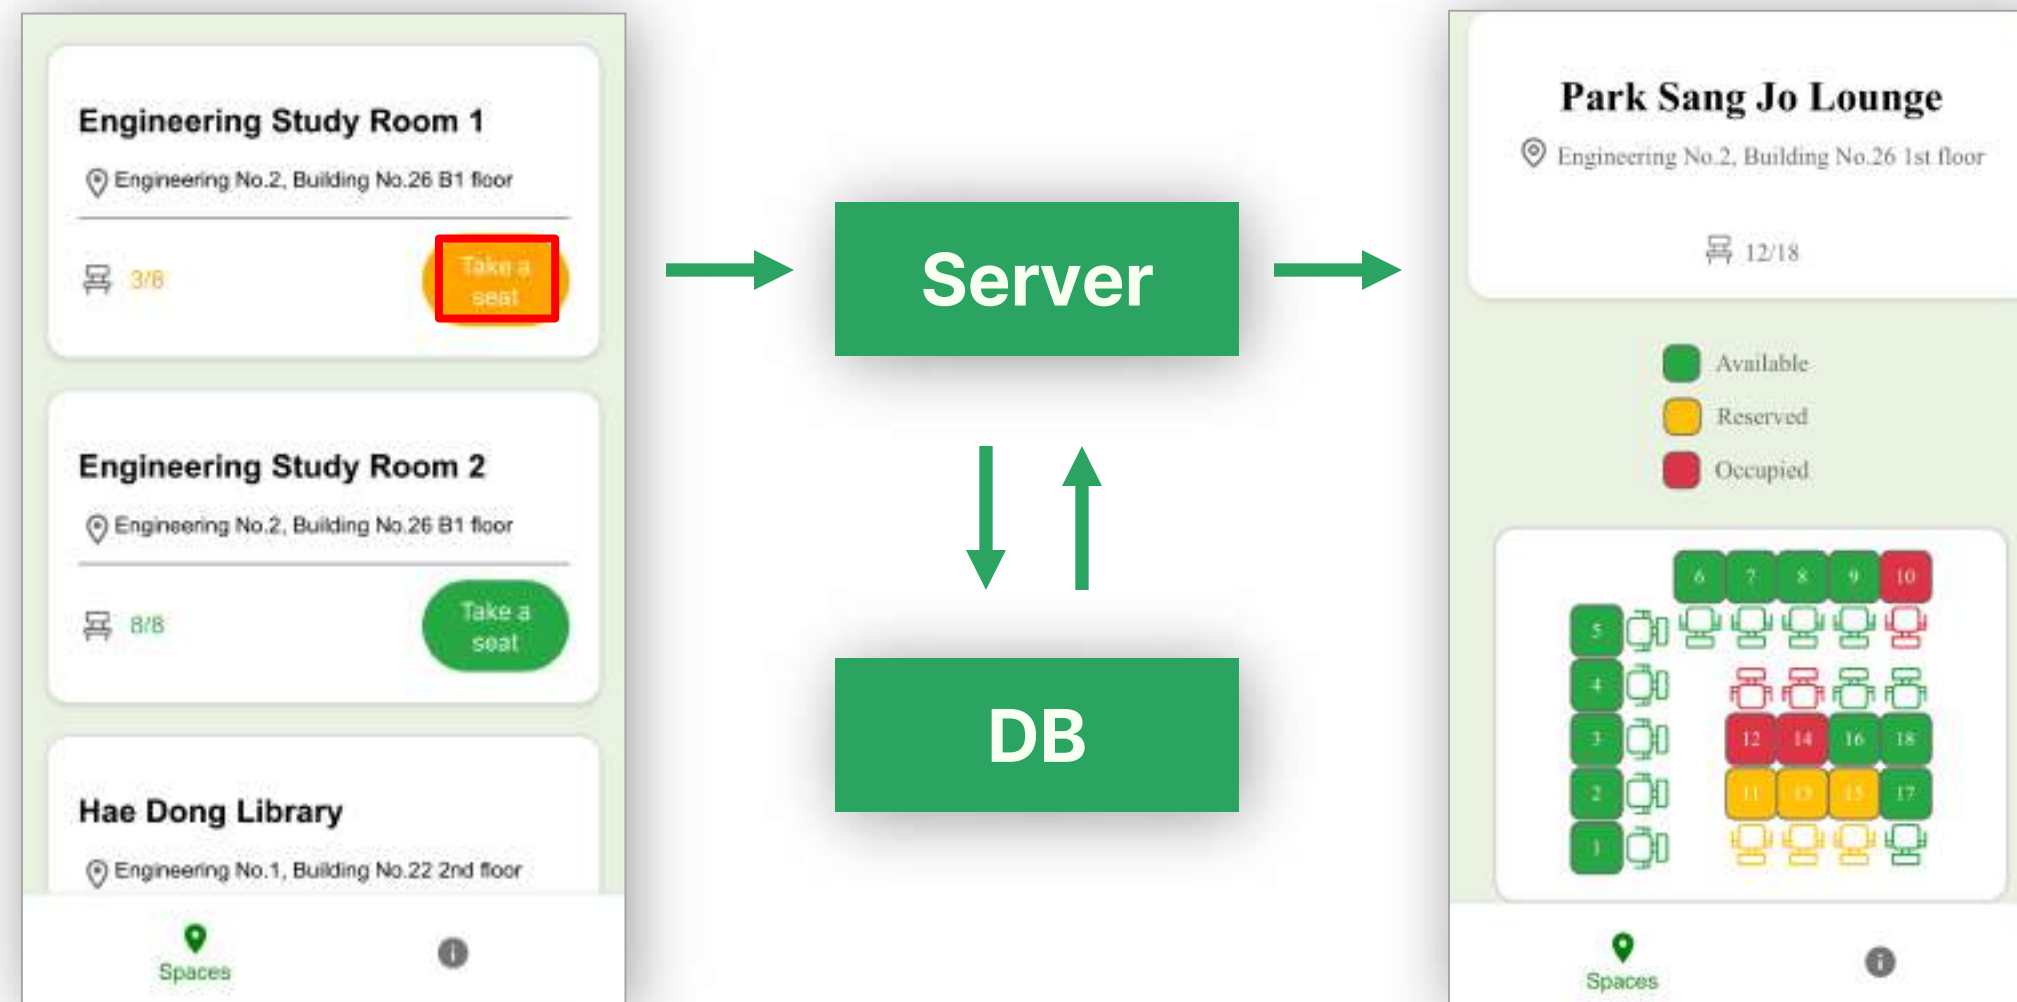 Engineering Study Room 1
Engineering No.2, Building No.26 B1 floor
3/8
Take a
seat
Engineering Study Room 2
Engineering No.2, Building No.26 B1 floor
8/8
Take a
seat
Hae Dong Library
Engineering No.1, Building No.22 2nd floor
Spaces
Server
DB
Park Sang Jo Lounge
Engineering No.2, Building No.26 1st floor
12/18
Available
Reserved
Occupied
6 7 8 9 10
5
4
3
2
1
12 14 16 18
11 13 15 17
Spaces